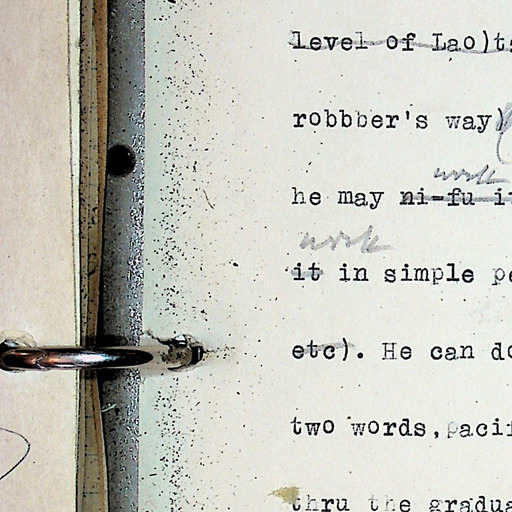 level of Lao)ts
robbber's way)
work
he may ni-fu it
work
it in simple pe
etc). He can do
two words, pacif
thru the gradua